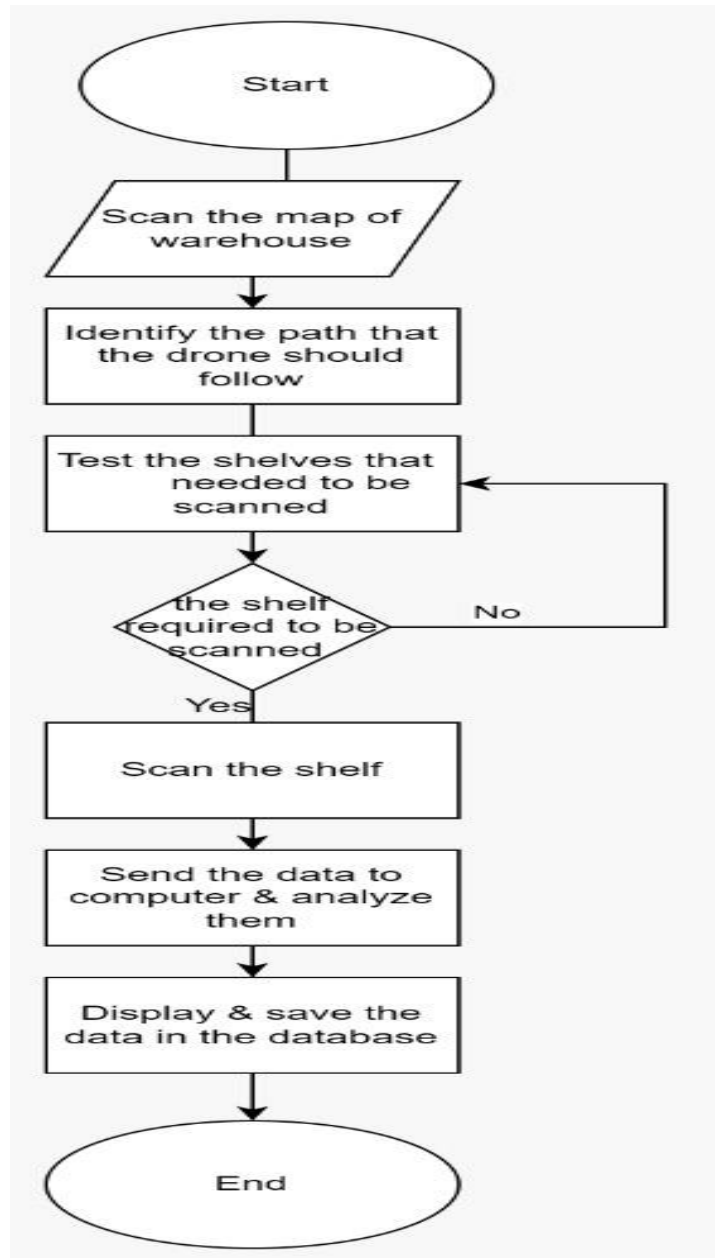 Start
Scan the map of
warehouse
Identify the path that
the drone should
follow
Test the shelves that
needed to be
scanned
the shelf
required to be
scanned
No
Yes
Scan the shelf
Send the data to
computer & analyze
them
Display & save the
data in the database
End